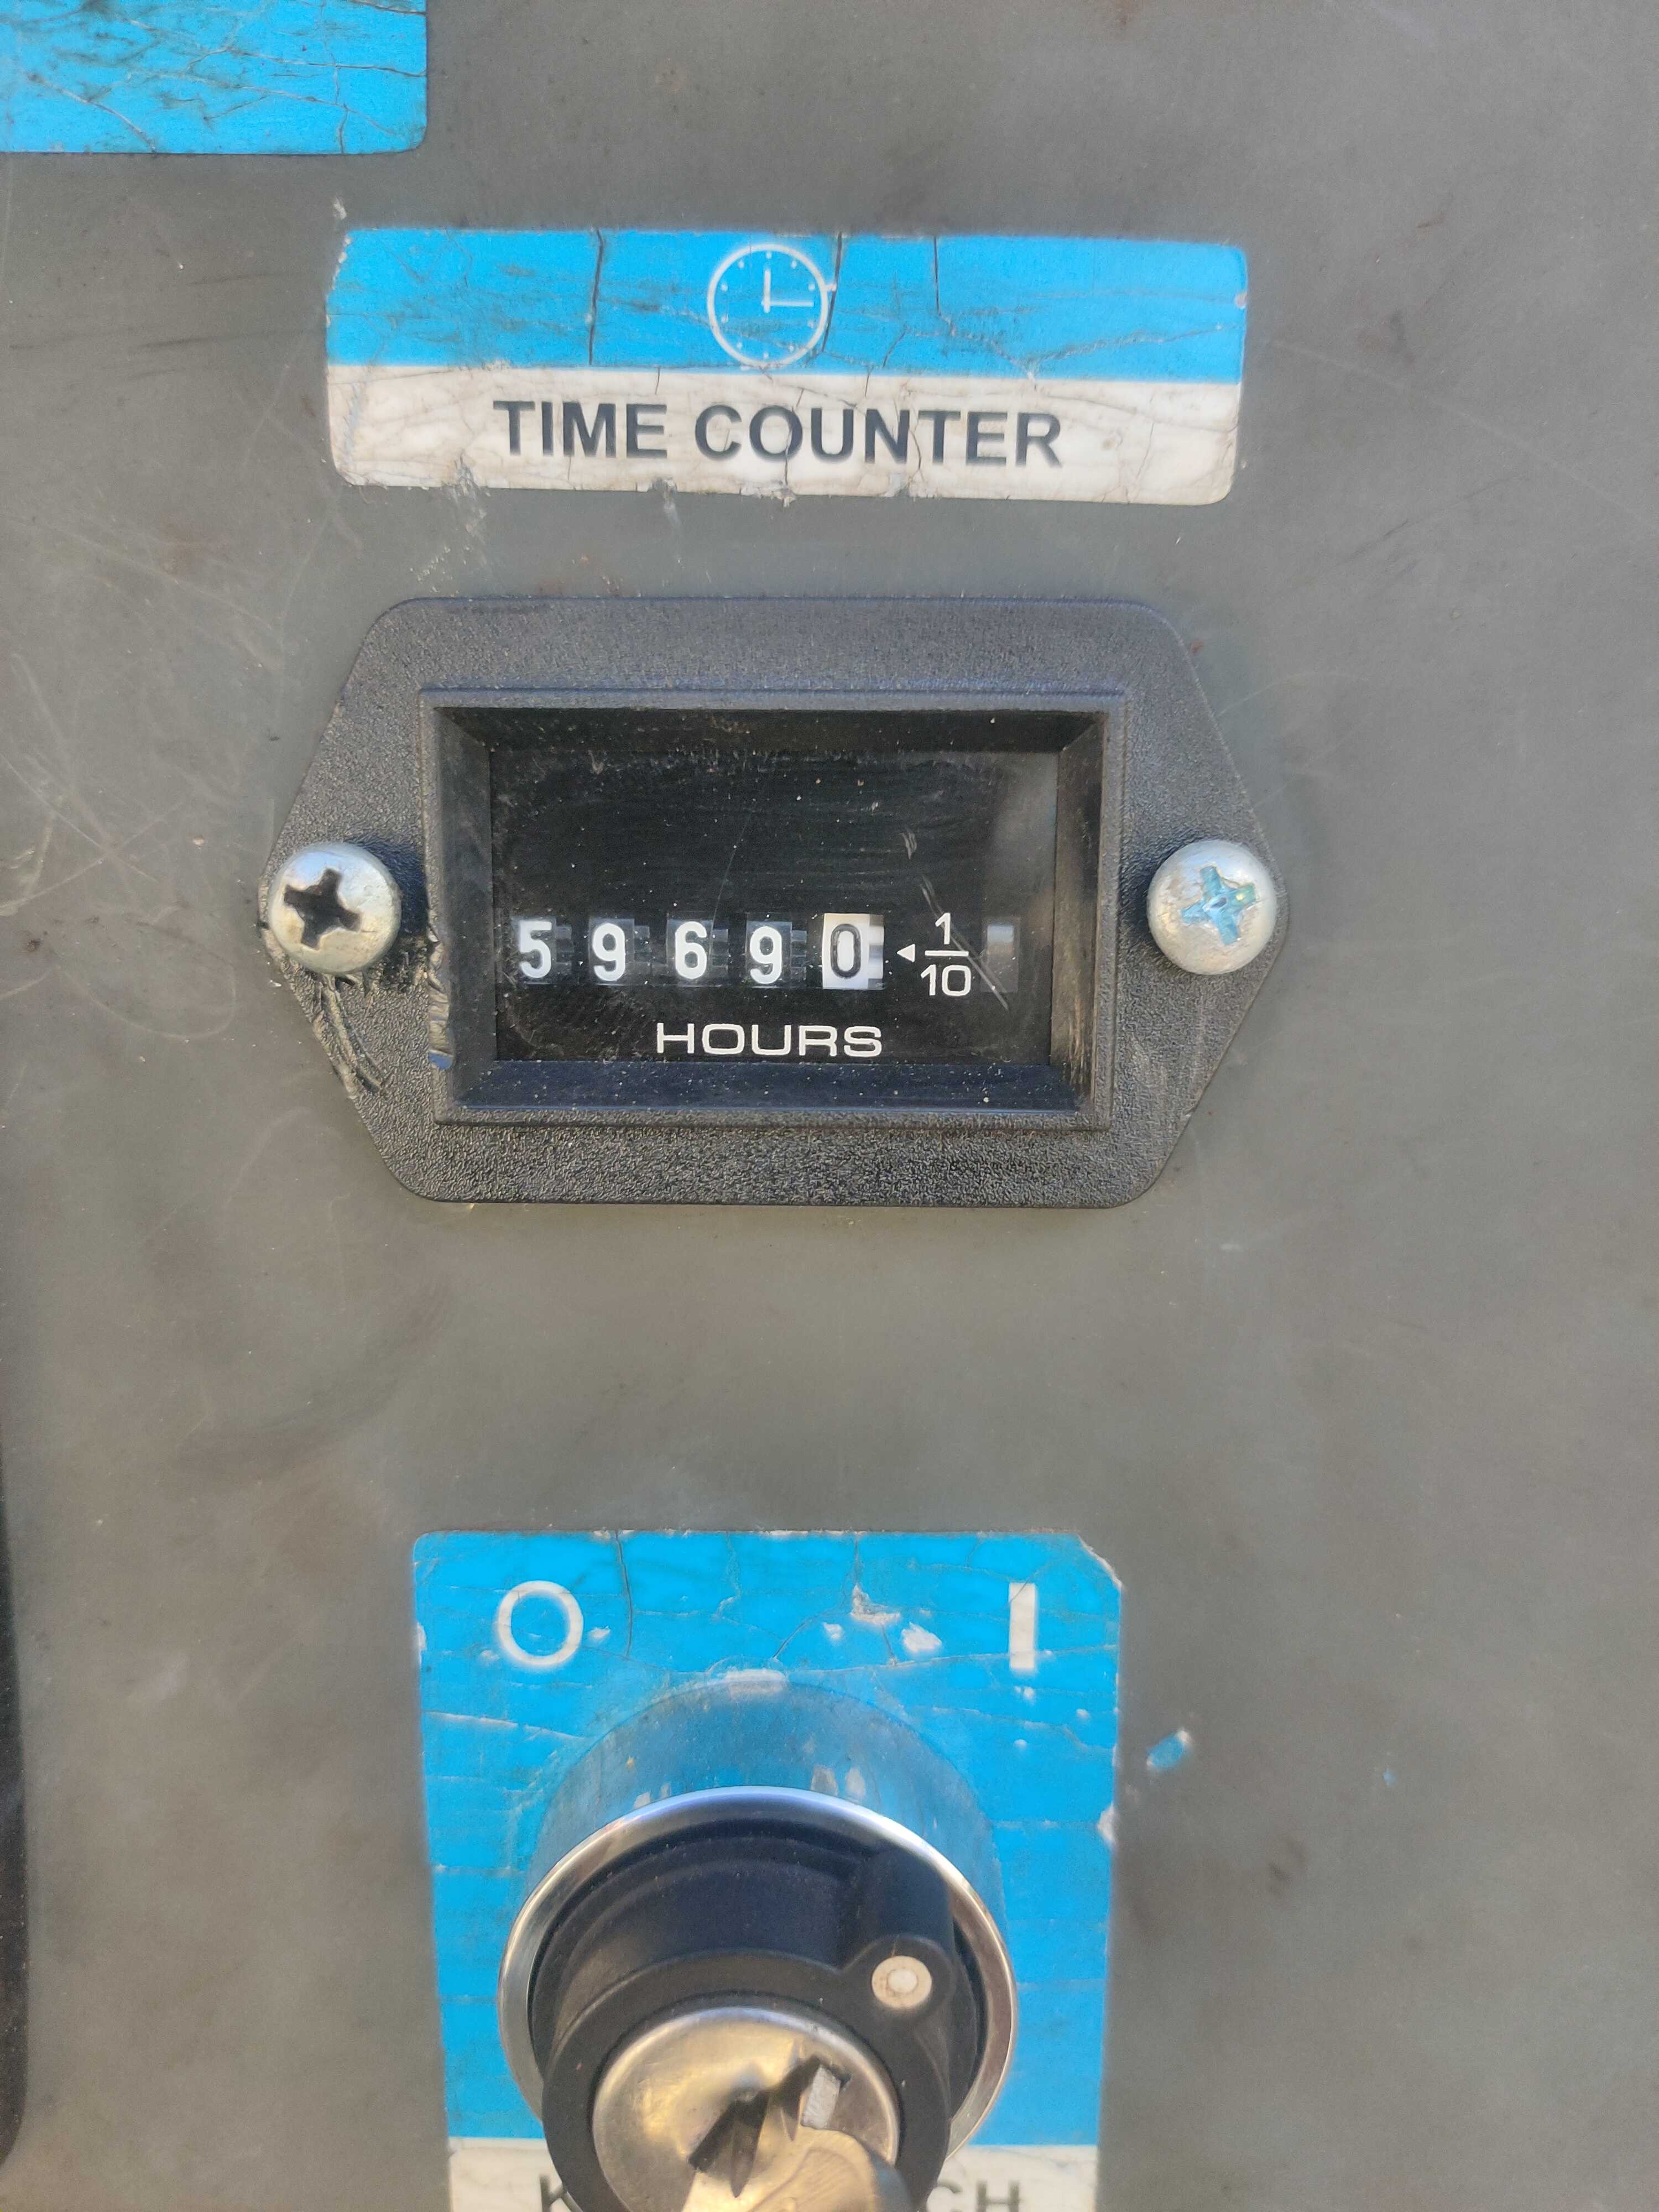 TIME COUNTER
59690 1/10
HOURS
O I